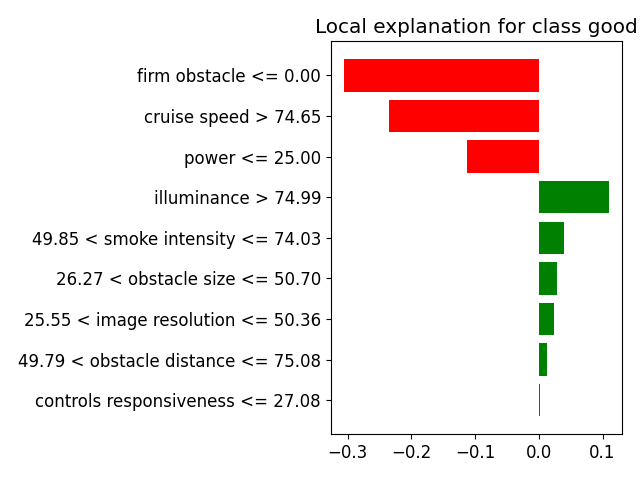 Local explanation for class good
firm obstacle <= 0.00
cruise speed > 74.65
power <= 25.00
illuminance > 74.99
49.85 < smoke intensity <= 74.03
26.27 < obstacle size <= 50.70
25.55 < image resolution <= 50.36
49.79 < obstacle distance <= 75.08
controls responsiveness <= 27.08
−0.3 −0.2 −0.1 0.0 0.1